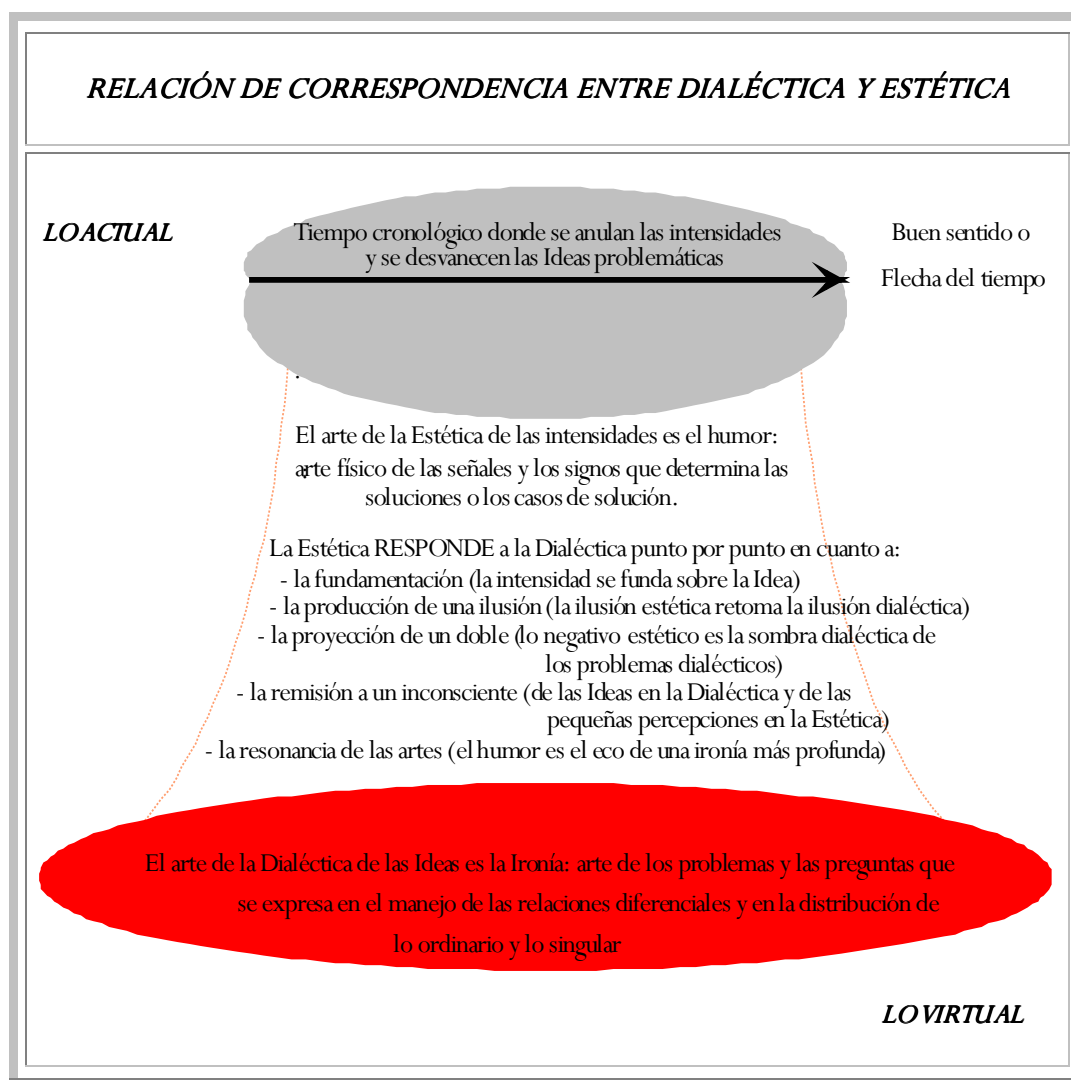 RELACIÓN DE CORRESPONDENCIA ENTRE DIALÉCTICA Y ESTÉTICA
LO ACTUAL
Tiempo cronológico donde se anulan las intensidades
y se desvanecen las Ideas problemáticas
Buen sentido o
Flecha del tiempo
El arte de la Estética de las intensidades es el humor:
arte físico de las señales y los signos que determina las
soluciones o los casos de solución.
La Estética RESPONDE a la Dialéctica punto por punto en cuanto a:
- la fundamentación (la intensidad se funda sobre la Idea)
- la producción de una ilusión (la ilusión estética retoma la ilusión dialéctica)
- la proyección de un doble (lo negativo estético es la sombra dialéctica de
los problemas dialécticos)
- la remisión a un inconsciente (de las Ideas en la Dialéctica y de las
pequeñas percepciones en la Estética)
- la resonancia de las artes (el humor es el eco de una ironía más profunda)
El arte de la Dialéctica de las Ideas es la Ironía: arte de los problemas y las preguntas que
se expresa en el manejo de las relaciones diferenciales y en la distribución de
lo ordinario y lo singular
LO VIRTUAL